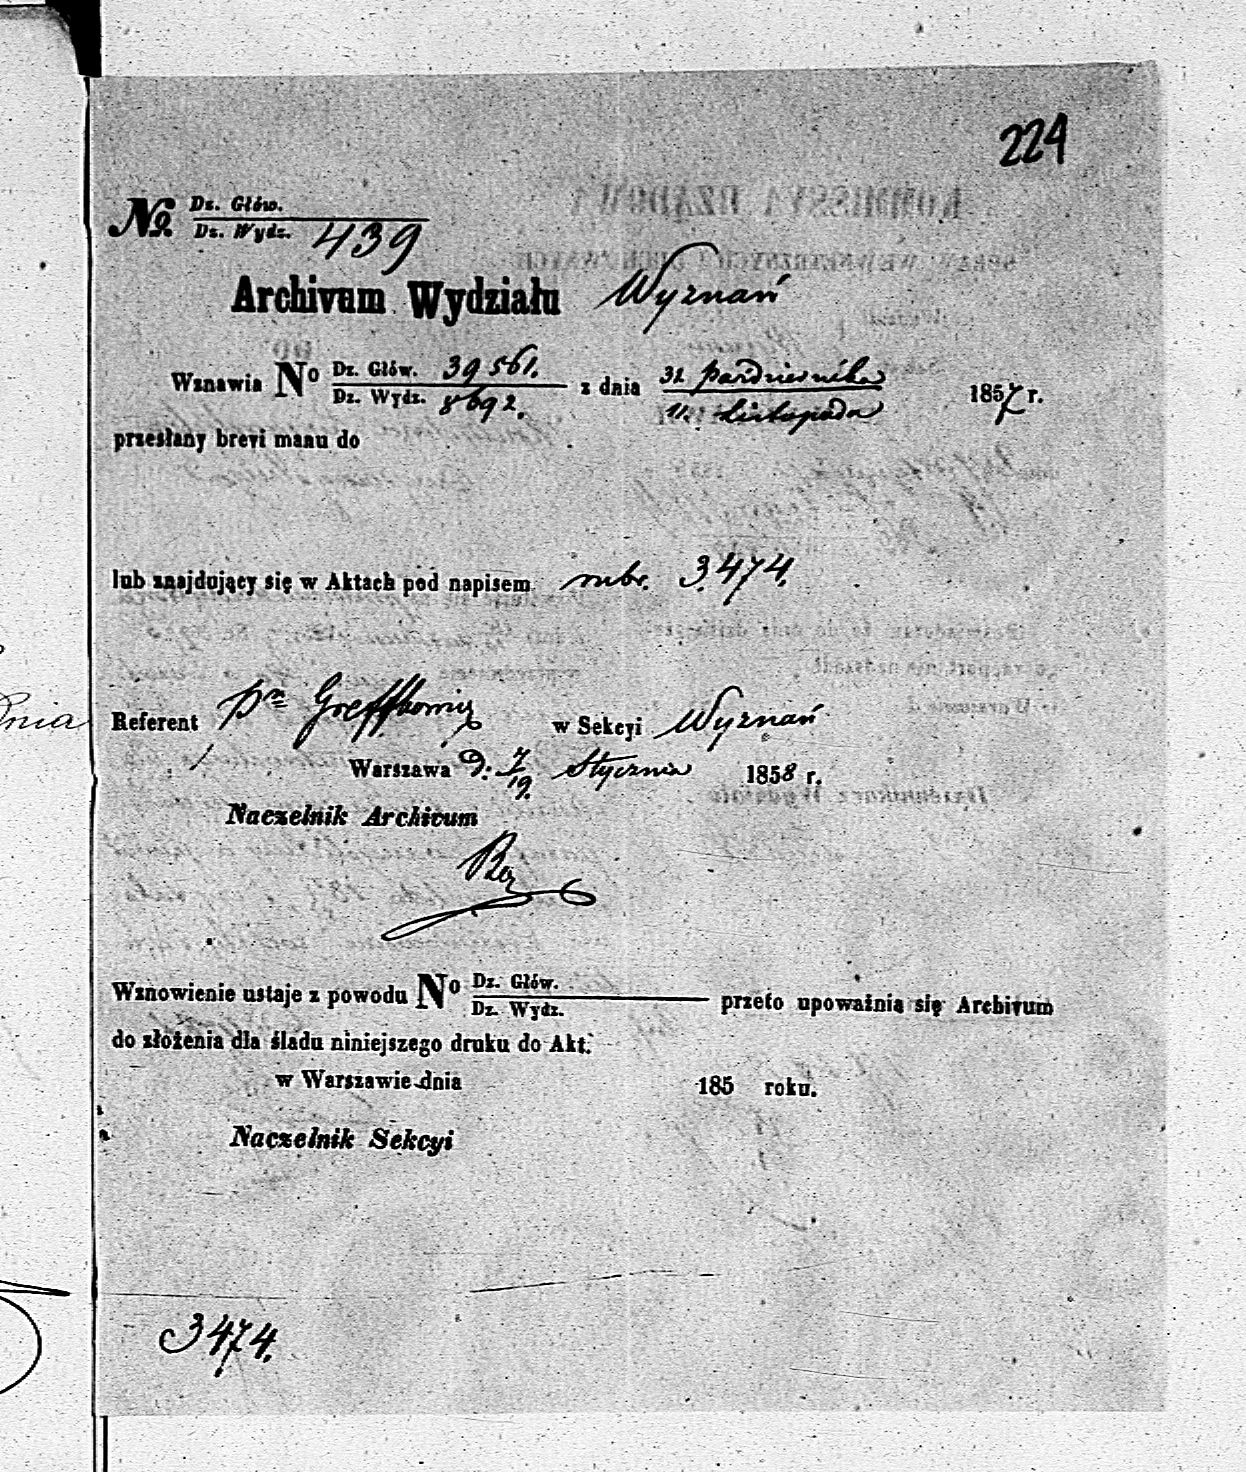 224
No. Dz. Głów.
Dz. Wydz. 439
Archivum Wydziału Wyznań
Wznawia No Dz. Głów. 39561. z dnia 31 października 1857 r.
Dz. Wydz. 8692. 11. Listopada
przesłany brevi manu do
lub znajdujący się w Aktach pod napisem nubr. 3474.
Referent pn w Sekcyi Wyznań
Warszawa D. 7/19. Stycznia 1858 r.
Naczelnik Archivum
Wznowienie ustaje z powodu No Dz. Głów. przeto upoważnia się Archivum
Dz. Wydz.
do złożenia dla śladu niniejszego druku do Akt.
w Warszawie dnia 185 roku.
Naczelnik Sekcyi
3474.
dnia